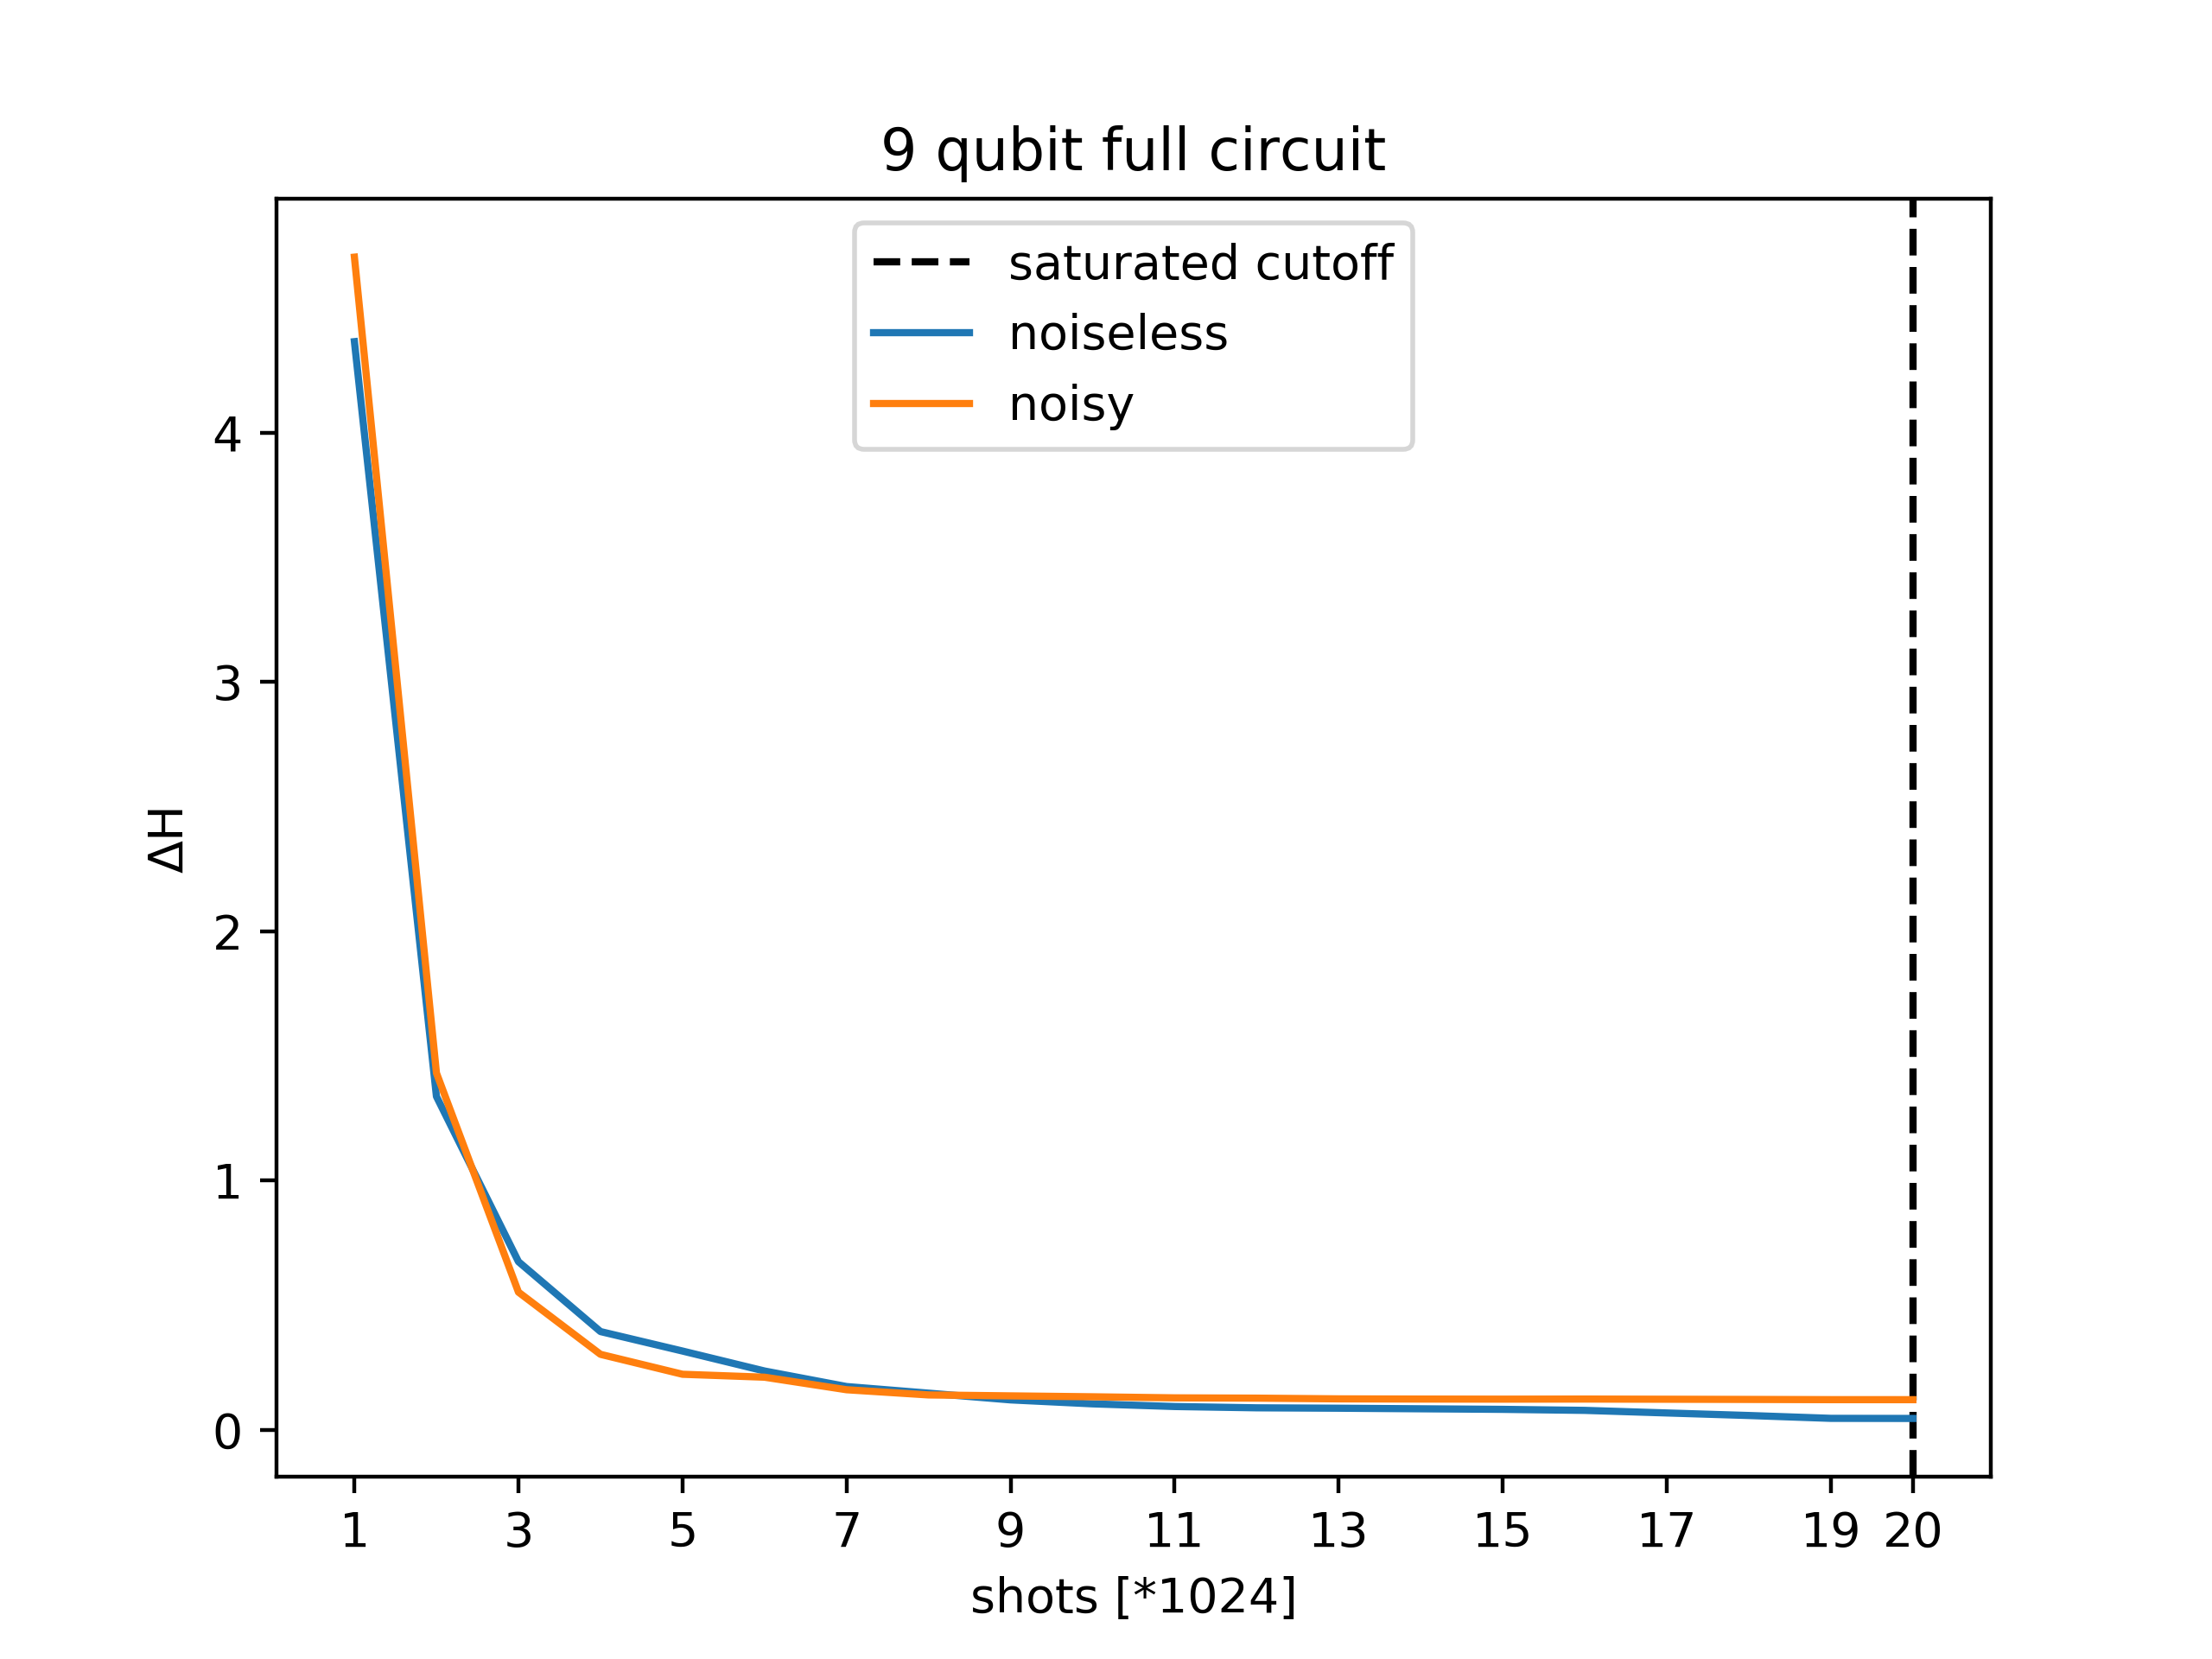 9 qubit full circuit
saturated cutoff
noiseless
noisy
ΔH
4
3
2
1
0
1 3 5 7 9 11 13 15 17 19 20
shots [*1024]